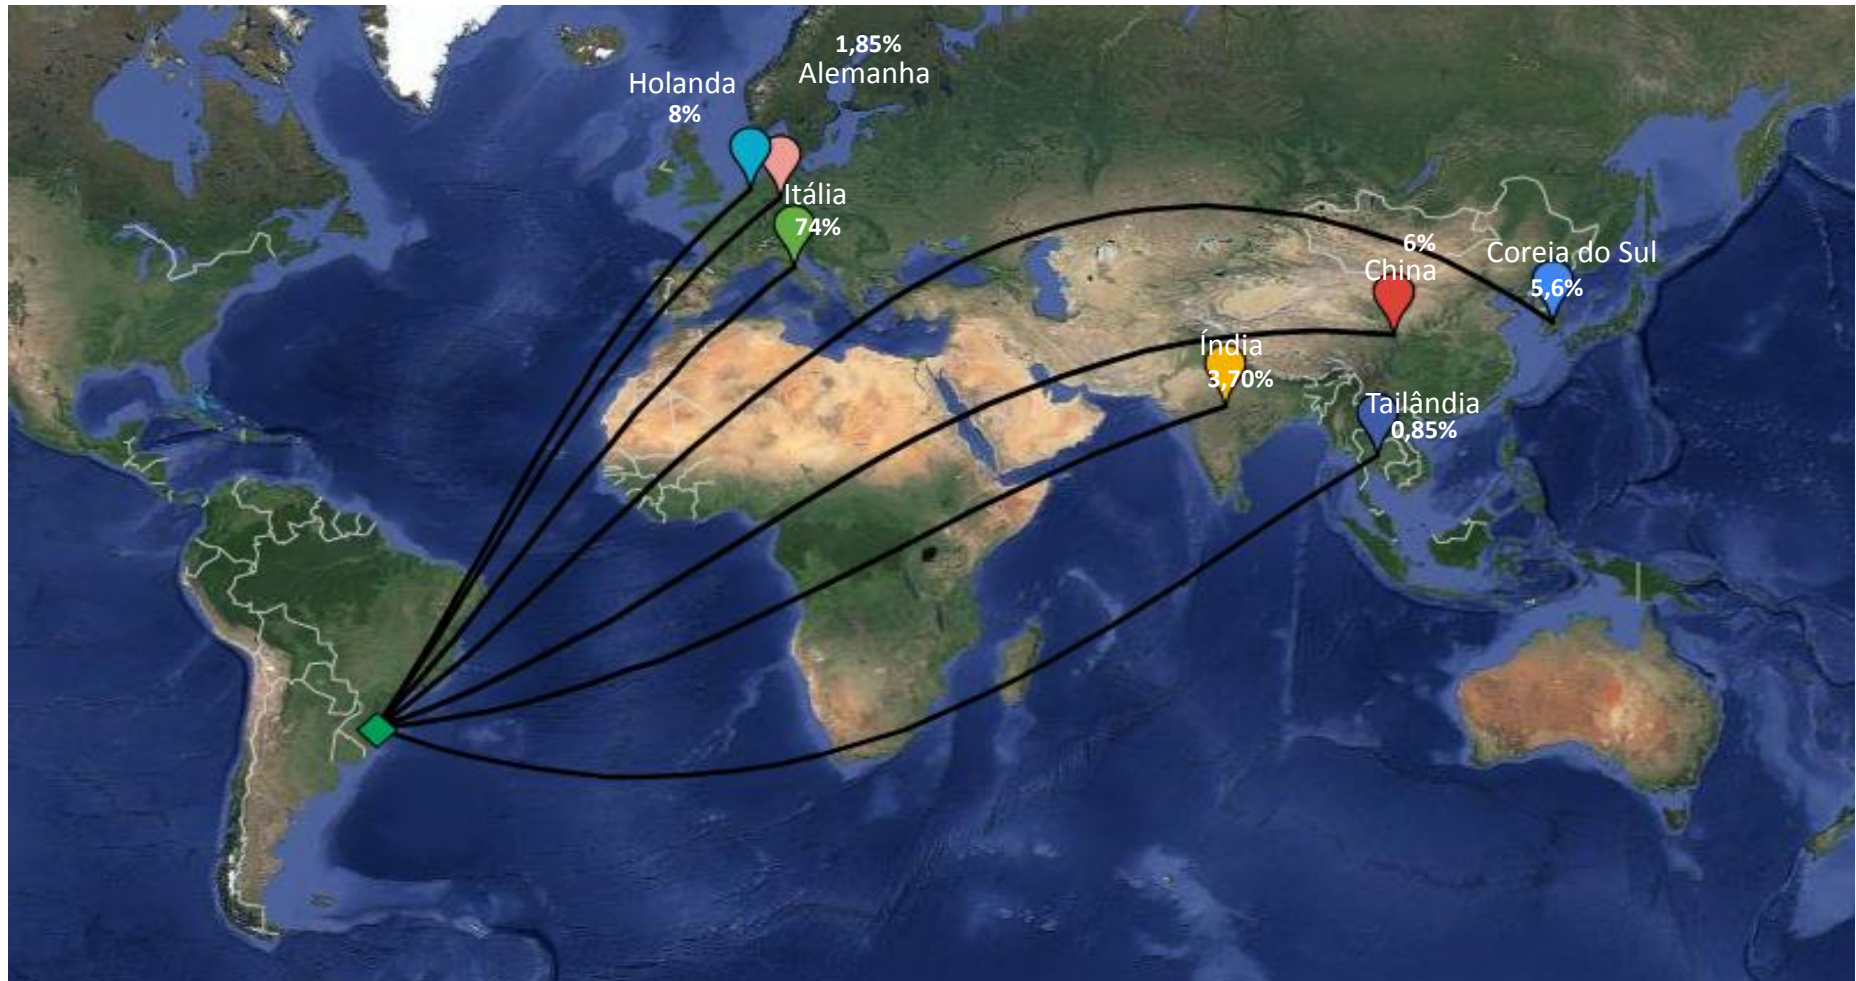 1,85%
Alemanha
Holanda
8%
Itália
74%
6%
China
Coreia do Sul
5,6%
Índia
3,70%
Tailândia
0,85%